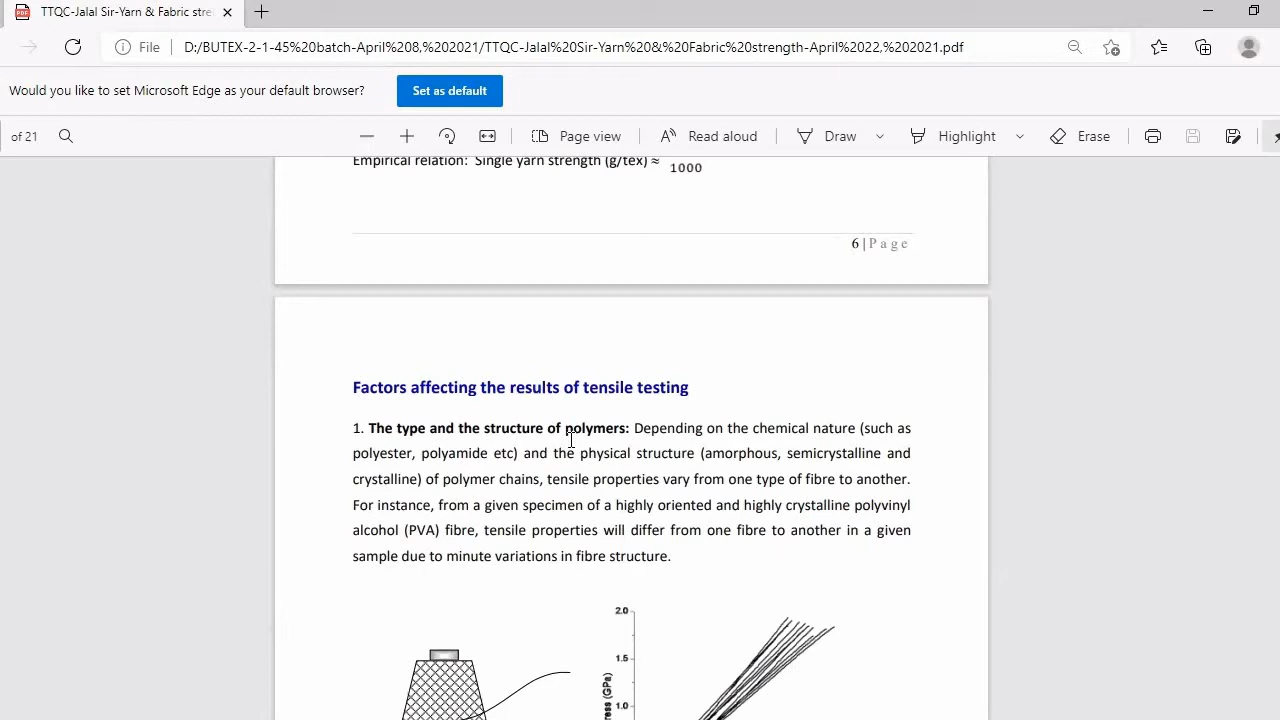 TTQC-Jalal Sir-Yarn & Fabric stre
File D:/BUTEX-2-1-45%20batch-April%208,%202021/TTQC-Jalal%20Sir-Yarn%20&%20Fabric%20strength-April%2022.%202021.pdf
Would you like to set Microsoft Edge as your default browser? Set as default
of 21 Page view Read aloud Draw Highlight Erase
Empirical relation: Single yarn strength (g/tex) ≈
1000
6 | P a g e
Factors affecting the results of tensile testing
1. The type and the structure of polymers: Depending on the chemical nature (such as
polyester, polyamide etc) and the physical structure (amorphous, semicrystalline and
crystalline) of polymer chains, tensile properties vary from one type of fibre to another.
For instance, from a given specimen of a highly oriented and highly crystalline polyvinyl
alcohol (PVA) fibre, tensile properties will differ from one fibre to another in a given
sample due to minute variations in fibre structure.
2.0
1.5
1.0
(GPa)